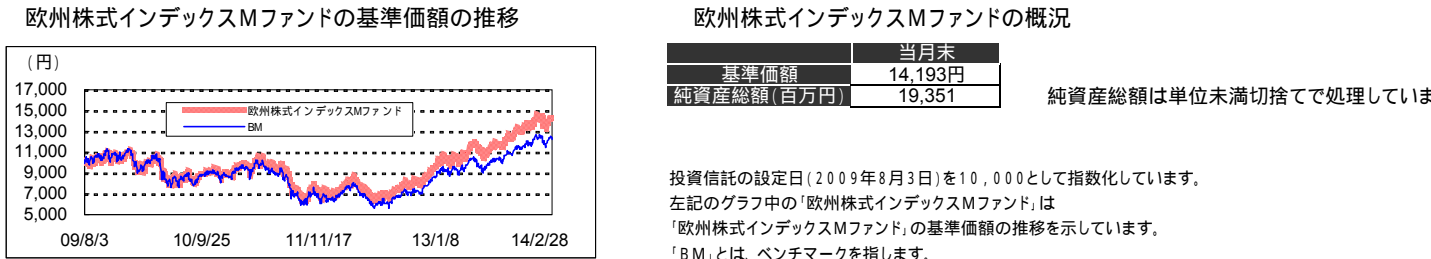 欧州株式インデックスMファンドの基準価額の推移
(円)
17,000
15,000
13,000
11,000
9,000
7,000
5,000
欧州株式インデックスMファンド
BM
09/8/3 10/9/25 11/11/17 13/1/8 14/2/28
欧州株式インデックスMファンドの概況
当月末
基準価額 14,193円
純資産総額(百万円) 19,351
純資産総額は単位未満切捨てで処理していま
投資信託の設定日(2009年8月3日)を10,000として指数化しています。
左記のグラフ中の「欧州株式インデックスMファンド」は
「欧州株式インデックスMファンド」の基準価額の推移を示しています。
「BM」とは、ベンチマークを指します。